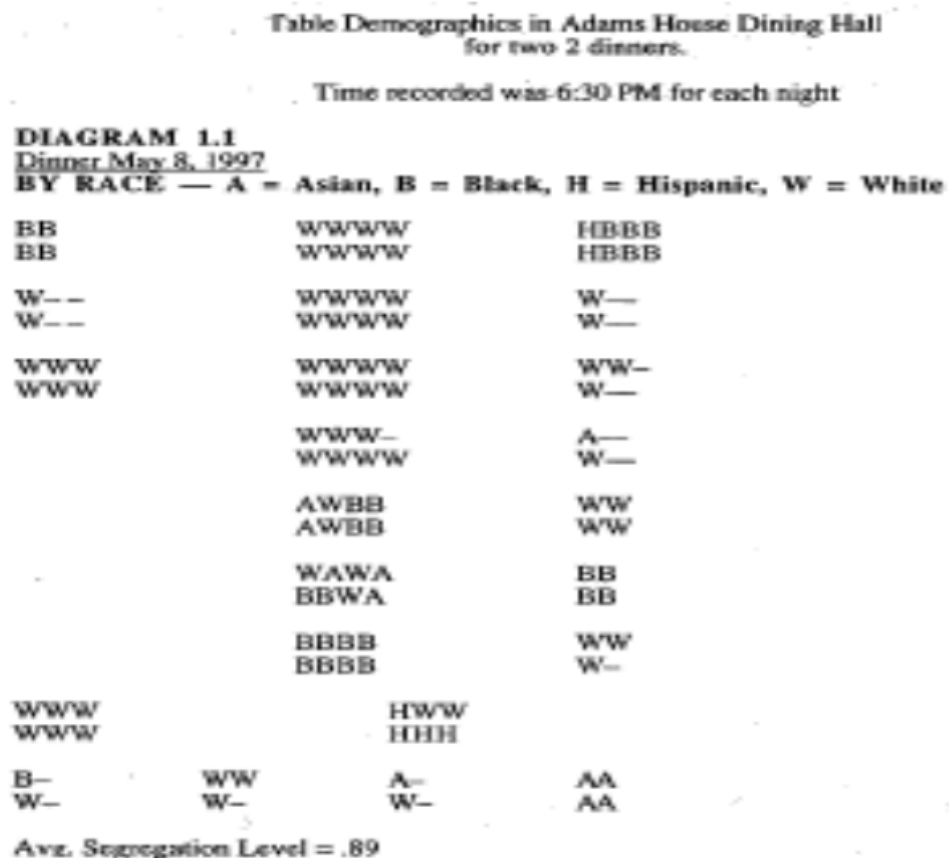 Table Demographics in Adams House Dining Hall
for two 2 dinners.
Time recorded was 6:30 PM for each night
DIAGRAM 1.1
Dinner May 8, 1997
BY RACE — A = Asian, B = Black, H = Hispanic, W = White
BB WWWW HBBB
BB WWWW HBBB
W– – WWWW W—
W– – WWWW W—
WWW WWWW WW–
WWW WWWW W—
WWW– A—
WWWW W—
AWBB WW
AWBB WW
WAWA BB
BBWA BB
BBBB WW
BBBB W–
WWW HWW
WWW HHH
B– WW A– AA
W– W– W– AA
Avg. Segregation Level = .89